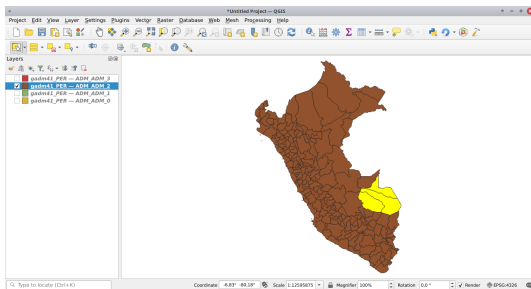 *Untitled Project — QGIS
Project Edit View Layer Settings Plugins Vector Raster Database Web Mesh Processing Help
Layers
gadm41_PER — ADM_ADM_3
gadm41_PER — ADM_ADM_2
gadm41_PER — ADM_ADM_1
gadm41_PER — ADM_ADM_0
Type to locate (Ctrl+K) Coordinate -6.83° -80.18° Scale 1:12595875 Magnifier 100% Rotation 0,0 ° Render EPSG:4326